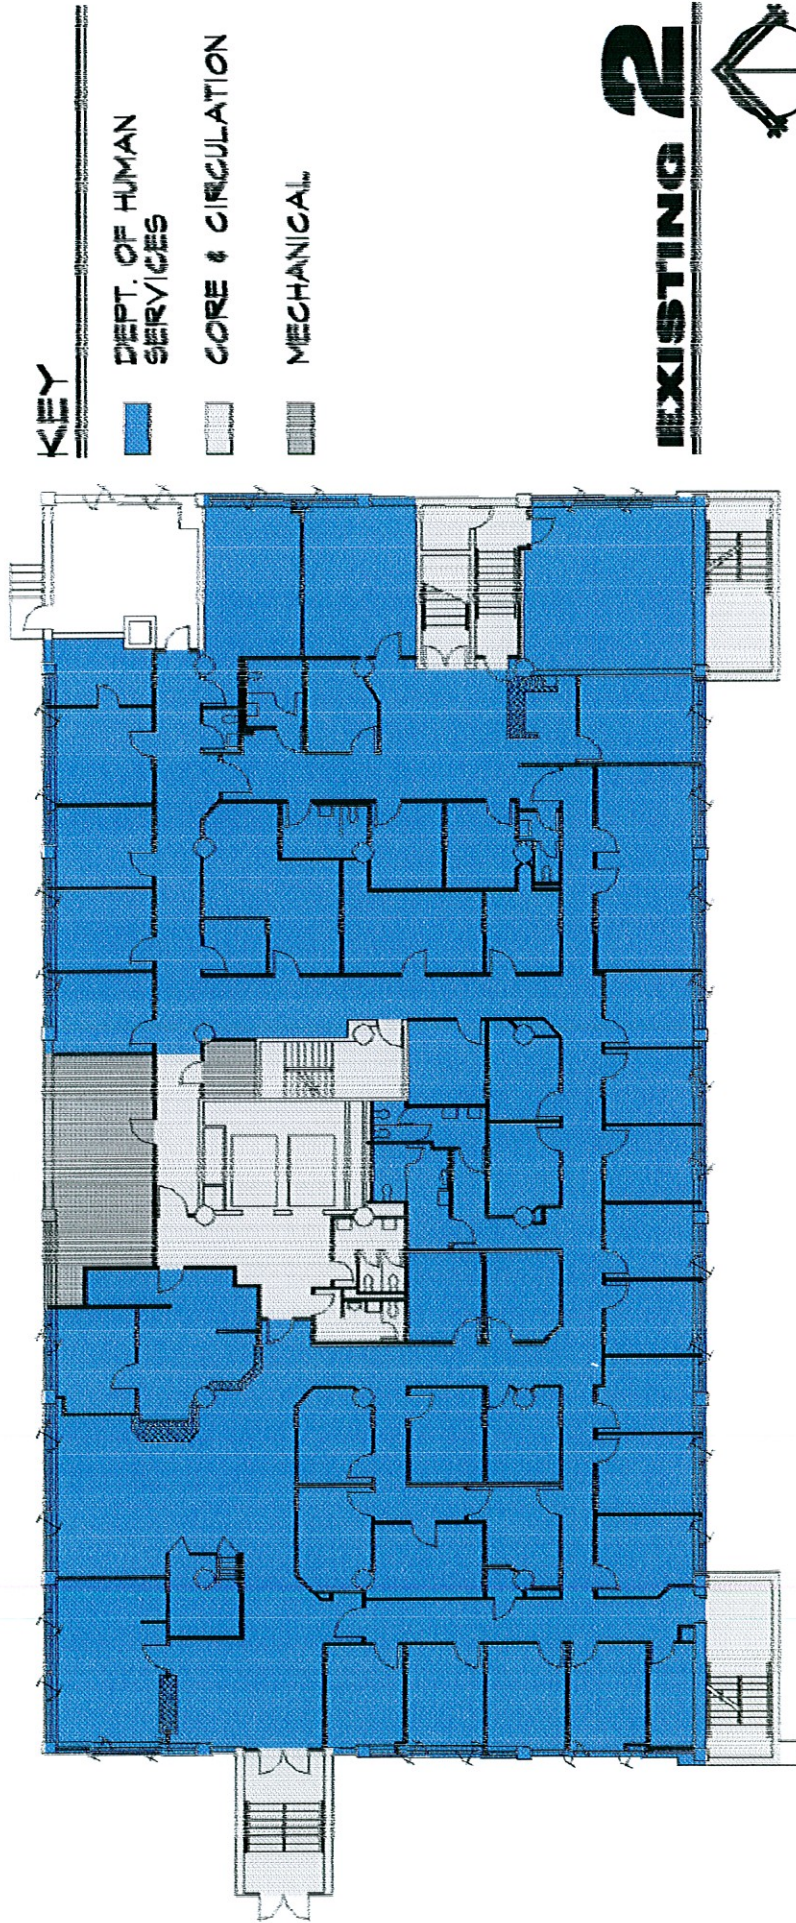 KEY
DEPT. OF HUMAN
SERVICES
CORE & CIRCULATION
MECHANICAL
EXISTING 2